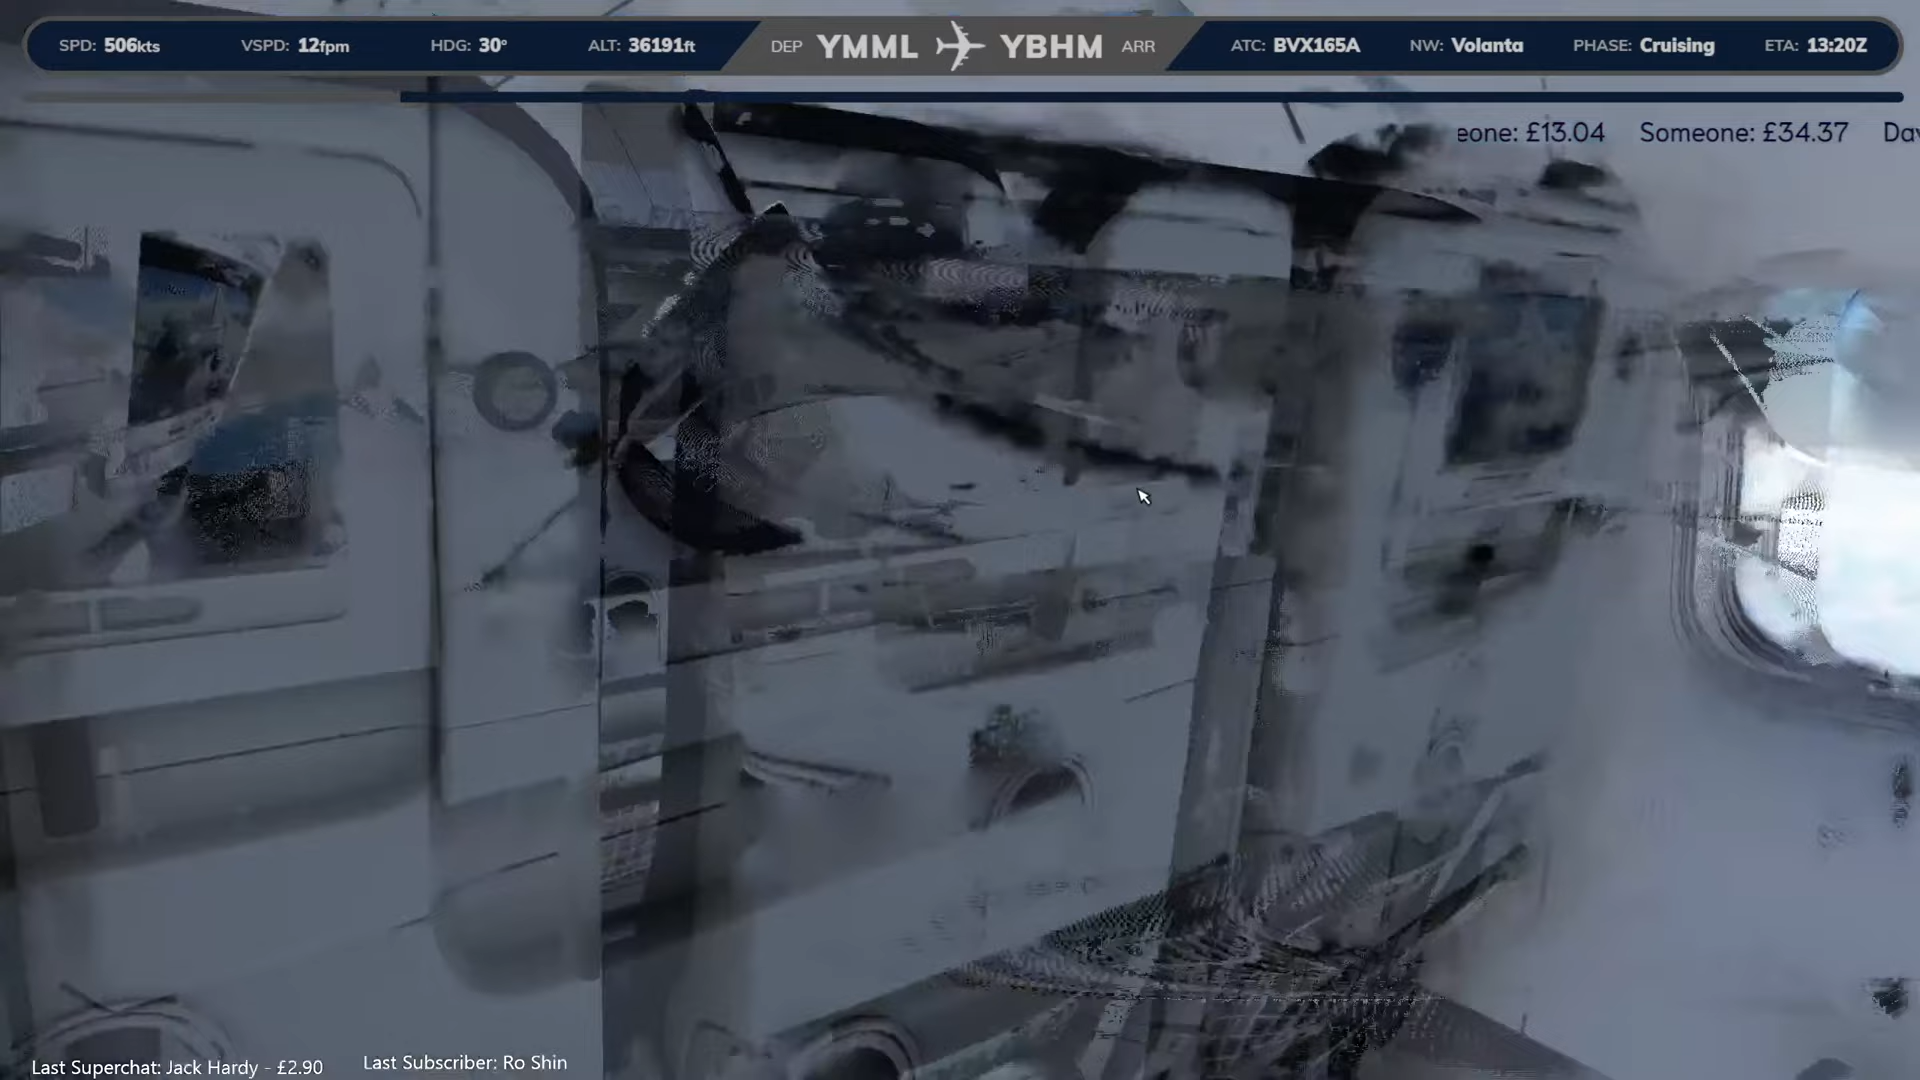 SPD: 506kts VSPD: 12fpm HDG: 30° ALT: 36191ft DEP YMML YBHM ARR ATC: BVX165A NW: Volanta PHASE: Cruising ETA: 13:20Z
eone: £13.04 Someone: £34.37 Dav
Last Superchat: Jack Hardy - £2.90 Last Subscriber: Ro Shin